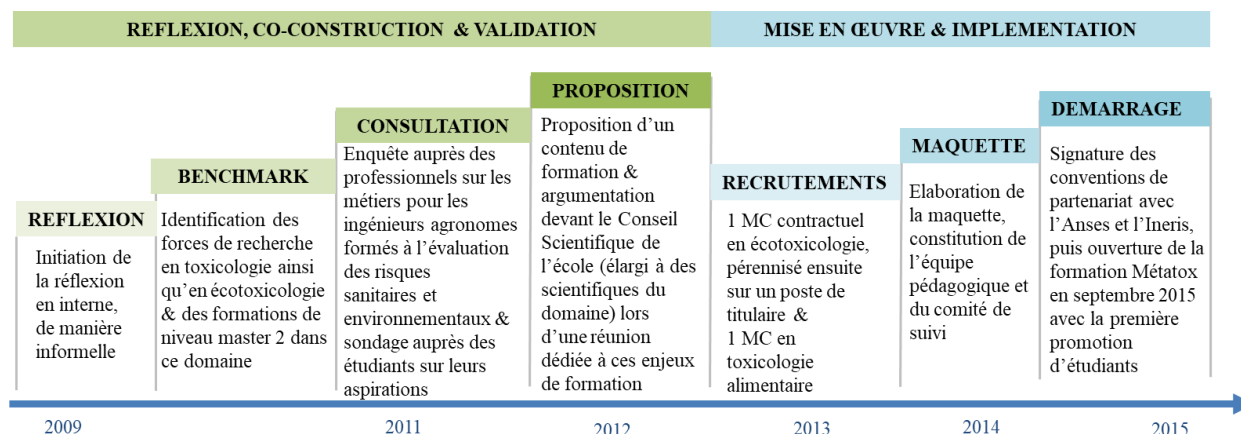 REFLEXION, CO-CONSTRUCTION & VALIDATION
MISE EN ŒUVRE & IMPLEMENTATION
REFLEXION
Initiation de
la réflexion
en interne,
de manière
informelle
BENCHMARK
Identification des
forces de recherche
en toxicologie ainsi
qu’en écotoxicologie
& des formations de
niveau master 2 dans
ce domaine
CONSULTATION
Enquête auprès des
professionnels sur les
métiers pour les
ingénieurs agronomes
formés à l’évaluation
des risques
sanitaires et
environnementaux &
sondage auprès des
étudiants sur leurs
aspirations
PROPOSITION
Proposition d’un
contenu de
formation &
argumentation
devant le Conseil
Scientifique de
l’école (élargi à des
scientifiques du
domaine) lors
d’une réunion
dédiée à ces enjeux
de formation
RECRUTEMENTS
1 MC contractuel
en écotoxicologie,
pérennisé ensuite
sur un poste de
titulaire &
1 MC en
toxicologie
alimentaire
MAQUETTE
Elaboration de
la maquette,
constitution de
l’équipe
pédagogique et
du comité de
suivi
DEMARRAGE
Signature des
conventions de
partenariat avec
l’Anses et l’Ineris,
puis ouverture de la
formation Métatox
en septembre 2015
avec la première
promotion
d’étudiants
2009
2011
2012
2013
2014
2015